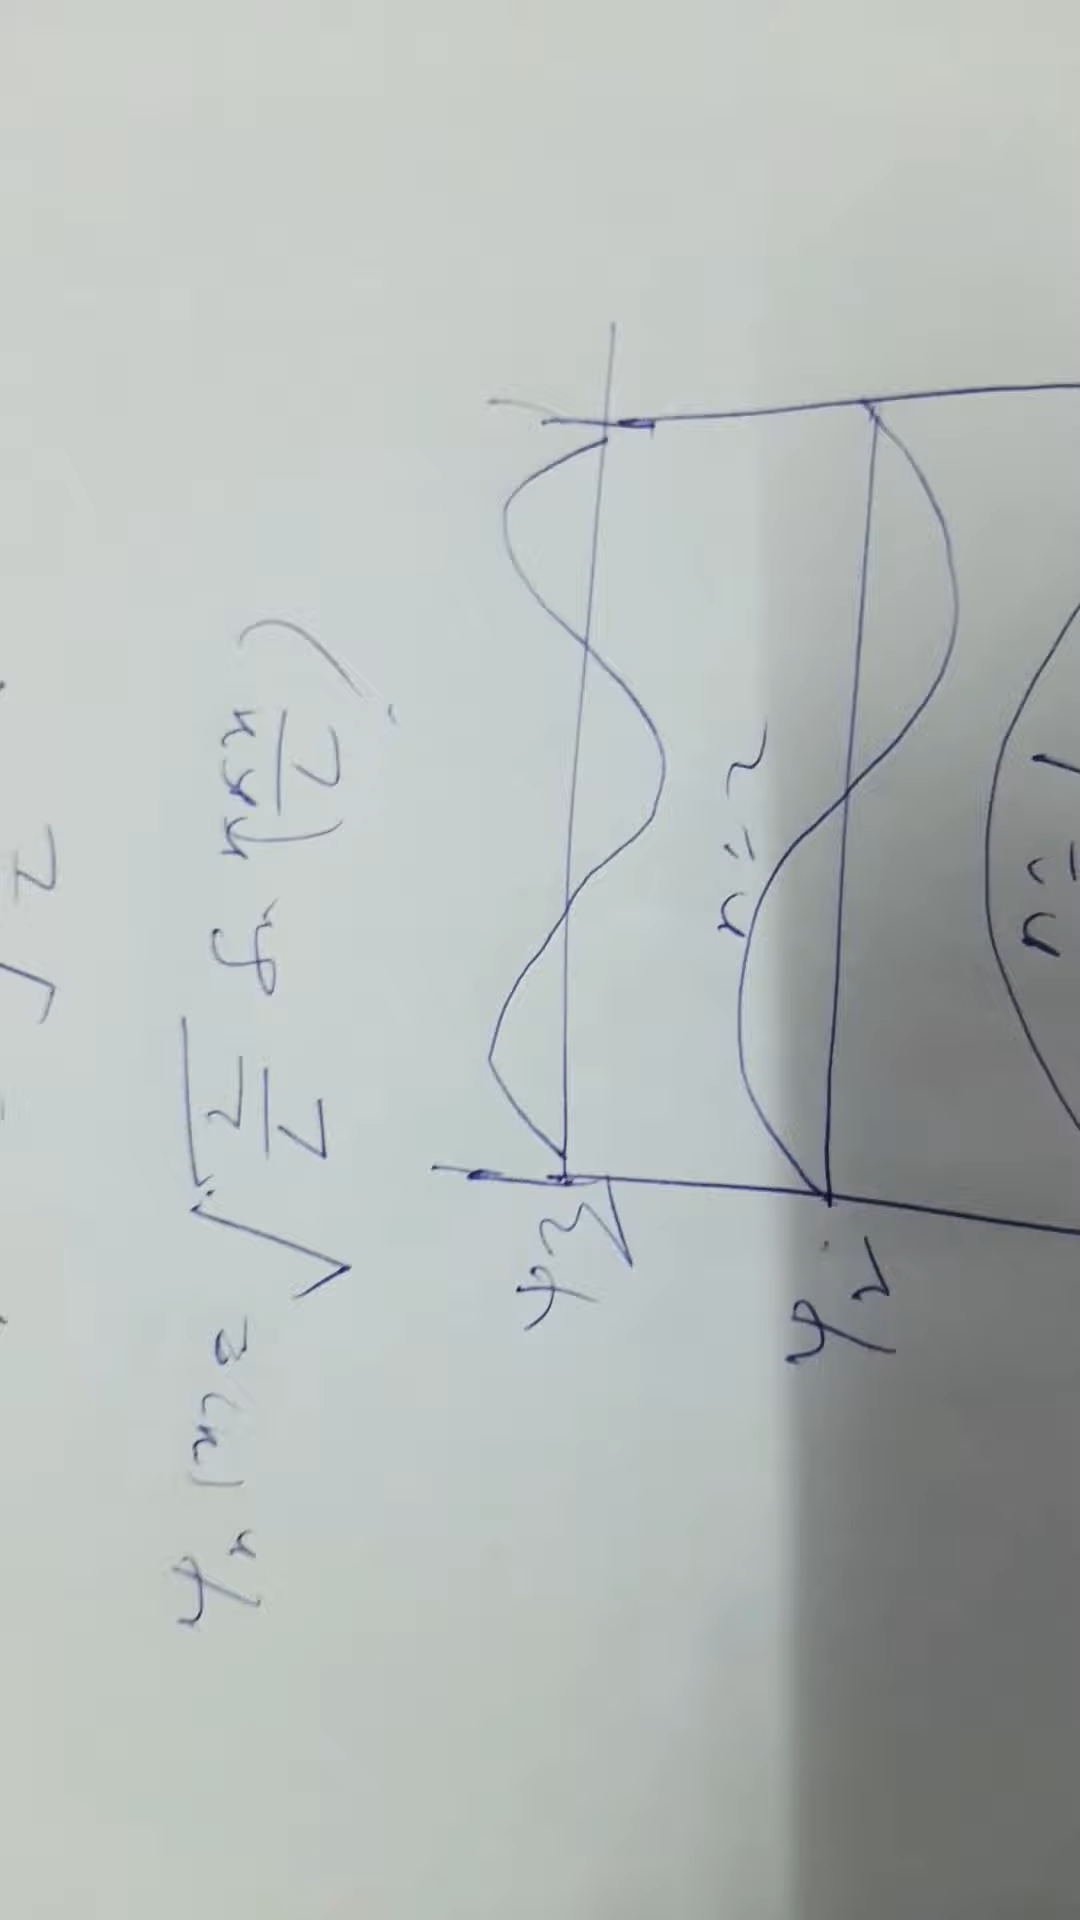 ψₙ(x) = √(2/L) sin(nπx/L)
ψ₃
n=2
ψ₂
n=1